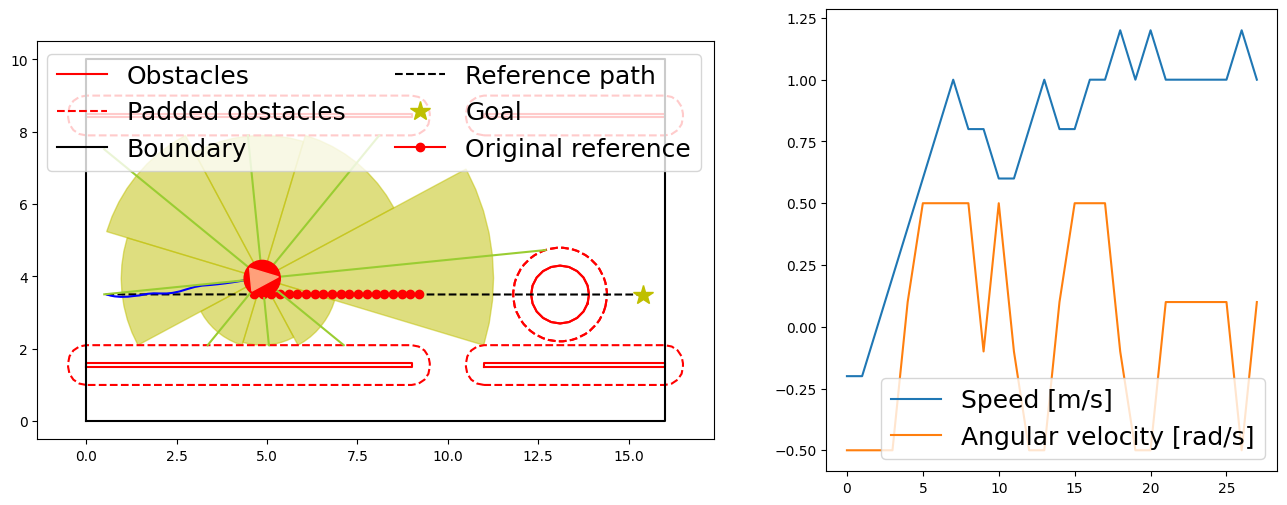 Obstacles
Padded obstacles
Boundary
Reference path
Goal
Original reference
10
8
6
4
2
0
0.0 2.5 5.0 7.5 10.0 12.5 15.0
1.25
1.00
0.75
0.50
0.25
0.00
−0.25
−0.50
Speed [m/s]
Angular velocity [rad/s]
0 5 10 15 20 25